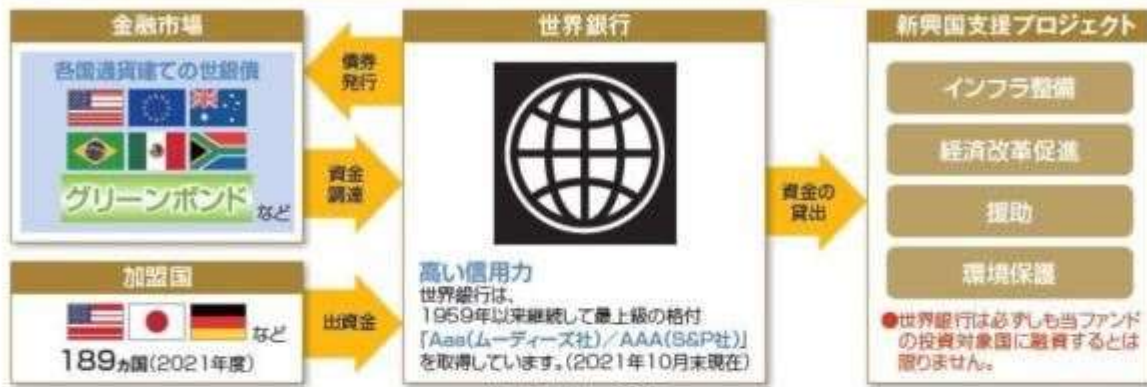 金融市場
各国通貨建ての世銀債
グリーンボンド など
債券
発行
資金
調達
加盟国
など
189ヵ国(2021年度)
出資金
世界銀行
高い信用力
世界銀行は、
1959年以来継続して最上級の格付
「Aaa(ムーディーズ社)/AAA(S&P社)」
を取得しています。(2021年10月末現在)
資金の
貸出
新興国支援プロジェクト
インフラ整備
経済改革促進
援助
環境保護
●世界銀行は必ずしも当ファンド
の投資対象国に融資するとは
限りません。